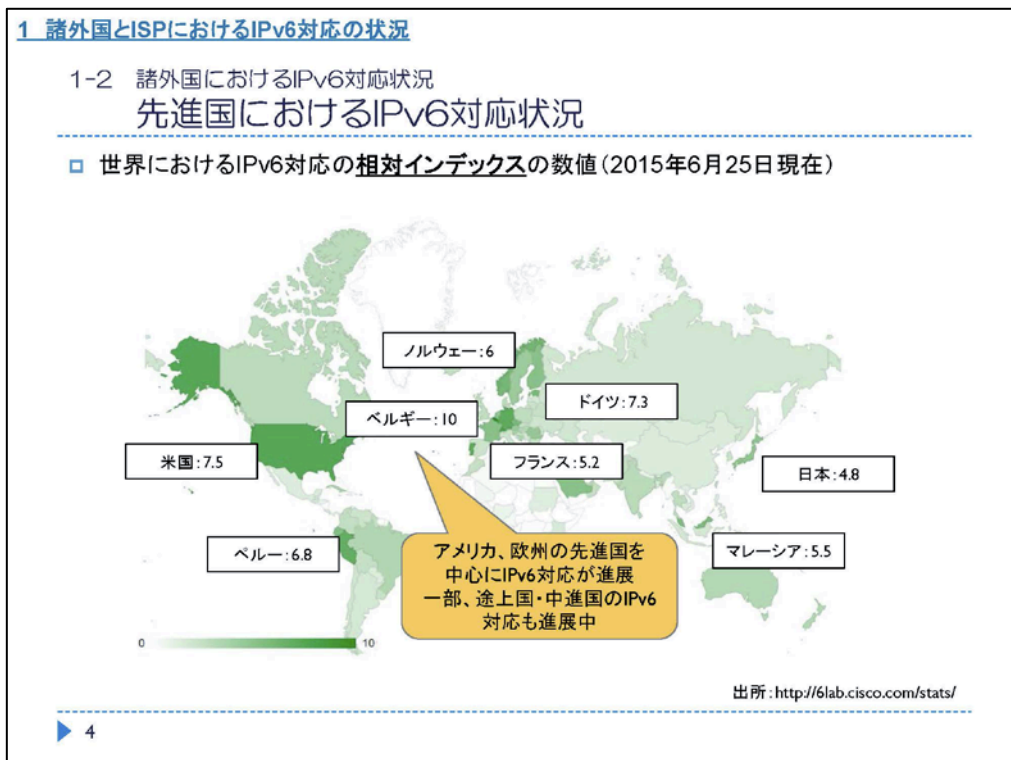 1 諸外国とISPにおけるIPv6対応の状況
1-2 諸外国におけるIPv6対応状況
先進国におけるIPv6対応状況
世界におけるIPv6対応の相対インデックスの数値(2015年6月25日現在)
ノルウェー:6
ドイツ:7.3
ベルギー:10
米国:7.5
フランス:5.2
日本:4.8
ペルー:6.8
アメリカ、欧州の先進国を
中心にIPv6対応が進展
一部、途上国・中進国のIPv6
対応も進展中
マレーシア:5.5
0
10
出所:http://6lab.cisco.com/stats/
4